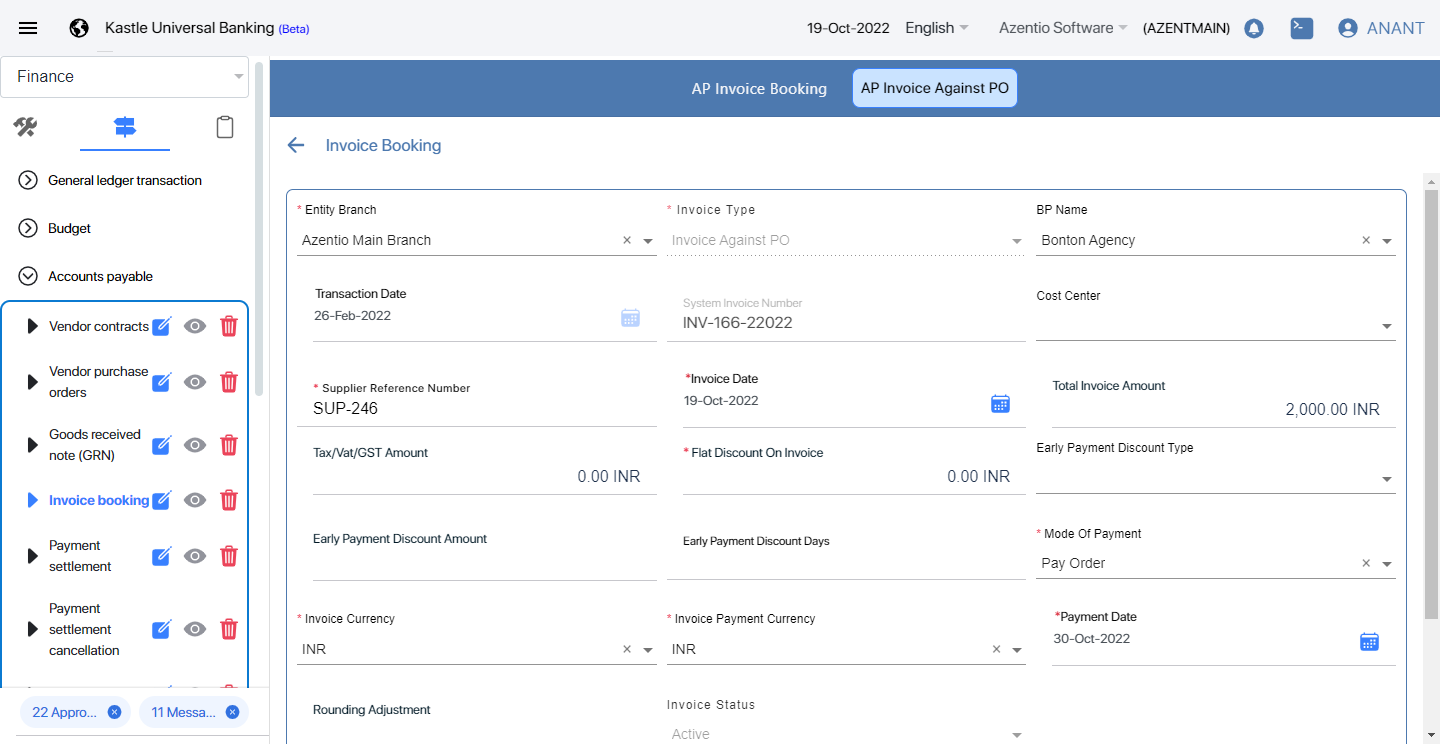 Kastle Universal Banking (Beta)
19-Oct-2022
English
Azentio Software
(AZENTMAIN)
ANANT
Finance
General ledger transaction
Budget
Accounts payable
Vendor contracts
Vendor purchase
orders
Goods received
note (GRN)
Invoice booking
Payment
settlement
Payment
settlement
cancellation
22 Appro...
11 Messa...
AP Invoice Booking
AP Invoice Against PO
Invoice Booking
* Entity Branch
Azentio Main Branch
* Invoice Type
Invoice Against PO
BP Name
Bonton Agency
Transaction Date
26-Feb-2022
System Invoice Number
INV-166-22022
Cost Center
* Supplier Reference Number
SUP-246
*Invoice Date
19-Oct-2022
Total Invoice Amount
2,000.00 INR
Tax/Vat/GST Amount
0.00 INR
* Flat Discount On Invoice
0.00 INR
Early Payment Discount Type
Early Payment Discount Amount
Early Payment Discount Days
* Mode Of Payment
Pay Order
* Invoice Currency
INR
* Invoice Payment Currency
INR
*Payment Date
30-Oct-2022
Rounding Adjustment
Invoice Status
Active